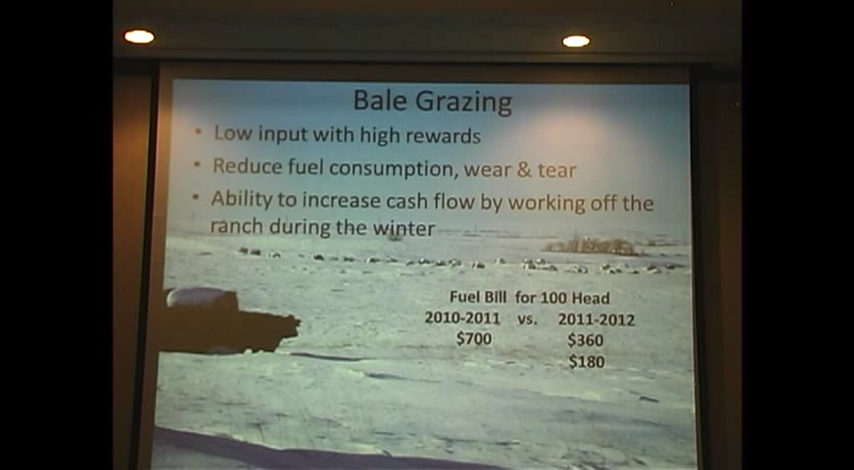 Bale Grazing
• Low input with high rewards
• Reduce fuel consumption, wear & tear
• Ability to increase cash flow by working off the
ranch during the winter
Fuel Bill for 100 Head
2010-2011 vs. 2011-2012
$700 $360
$180